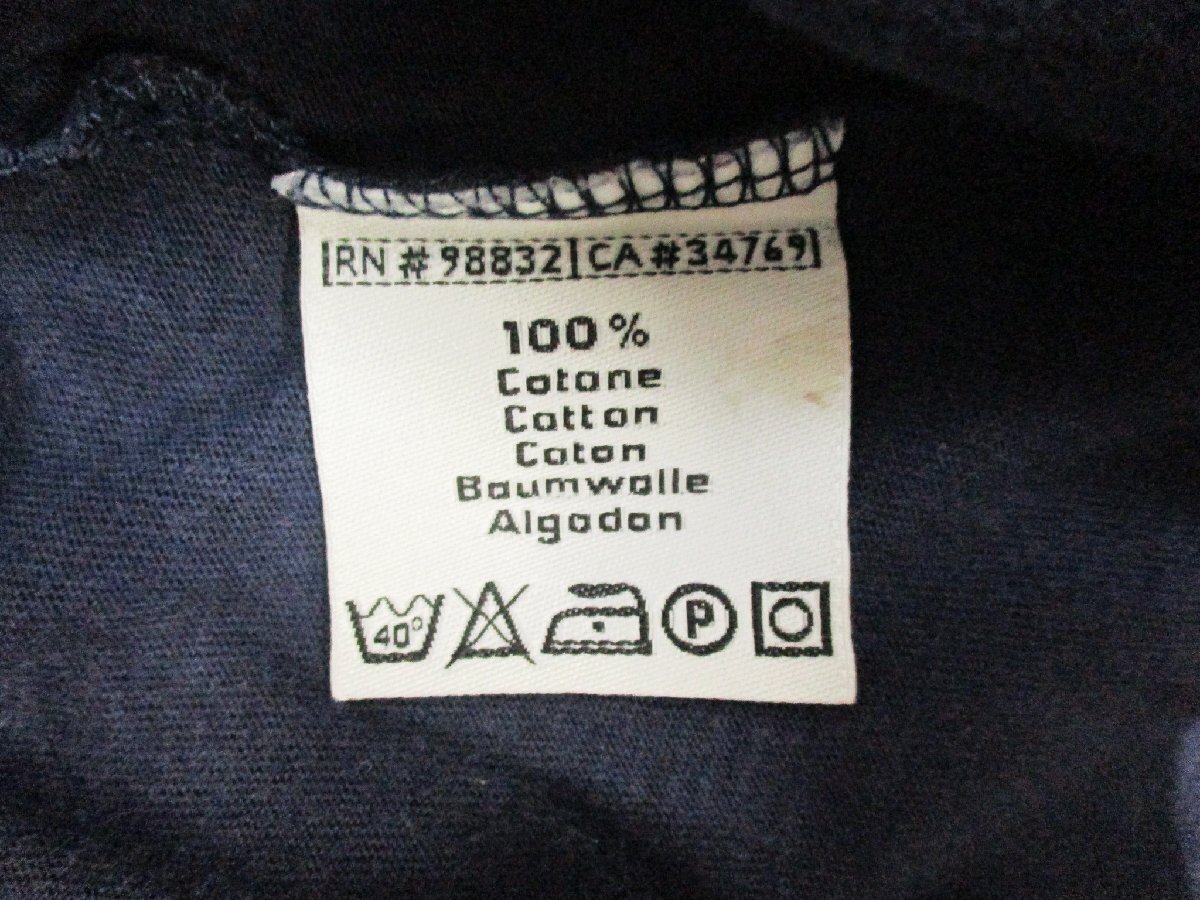 RN # 98832 CA # 34769
100 %
Cotone
Cotton
Coton
Baumwolle
Algodon
40°
P